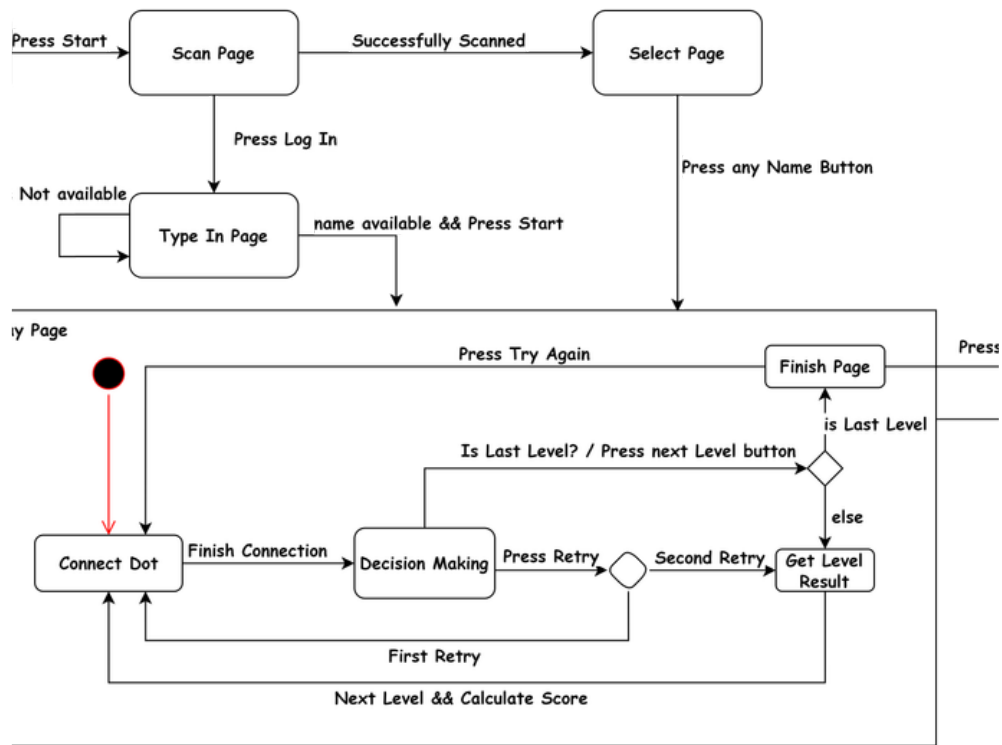 Press Start
Scan Page
Successfully Scanned
Select Page
Press Log In
Press any Name Button
Not available
Type In Page
name available && Press Start
Page
Press Try Again
Finish Page
Press
is Last Level
Is Last Level? / Press next Level button
else
Connect Dot
Finish Connection
Decision Making
Press Retry
Second Retry
Get Level
Result
First Retry
Next Level && Calculate Score